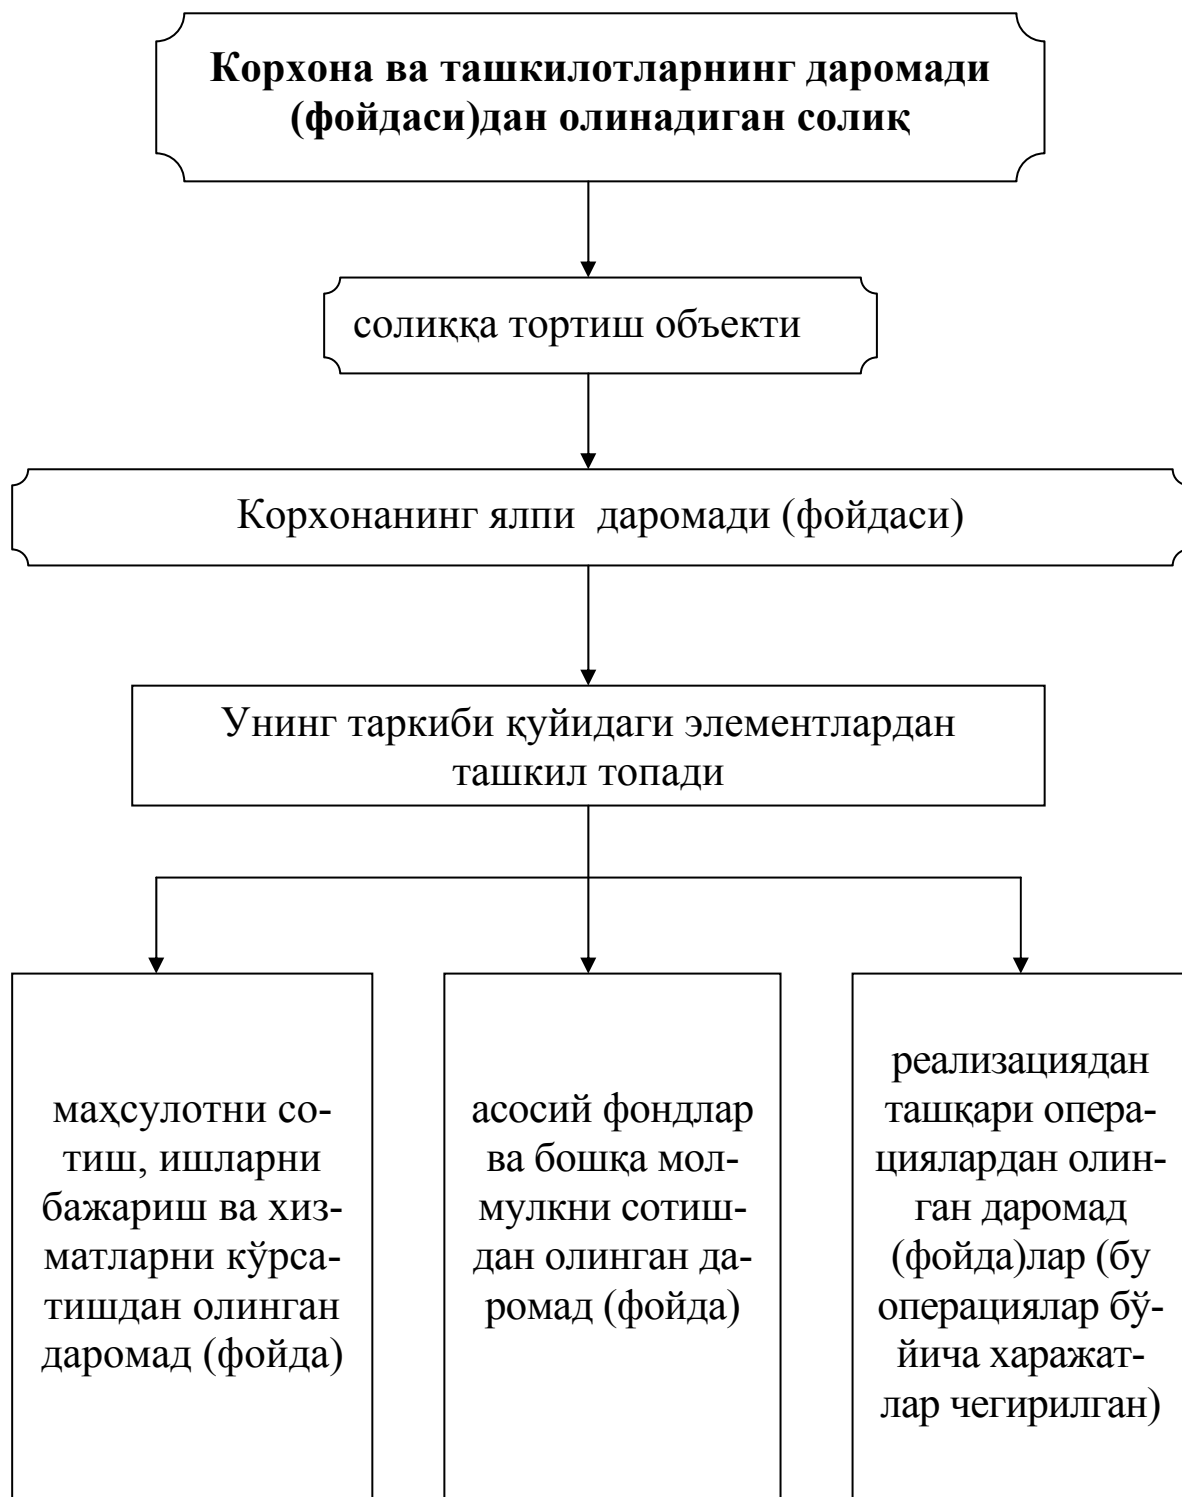 Корхона ва ташкилотларнинг даромади
(фойдаси)дан олинадиган солиқ
солиққа тортиш объекти
Корхонанинг ялпи даромади (фойдаси)
Унинг таркиби қуйидаги элементлардан
ташкил топади
маҳсулотни со-
тиш, ишларни
бажариш ва хиз-
матларни кўрса-
тишдан олинган
даромад (фойда)
асосий фондлар
ва бошқа мол-
мулкни сотиш-
дан олинган да-
ромад (фойда)
реализациядан
ташқари опера-
циялардан олин-
ган даромад
(фойда)лар (бу
операциялар бў-
йича харажат-
лар чегирилган)